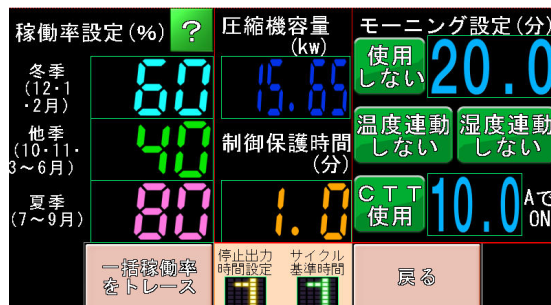 稼働率設定(%)
?
冬季
(12･1
･2月)
60
他季
(10･11･
3～6月)
40
夏季
(7～9月)
80
圧縮機容量
(kw)
15.65
制御保護時間
(分)
1.0
モーニング設定(分)
使用
しない
20.0
温度連動
しない
湿度連動
しない
CTT
使用
10.0
Aで
ON
一括稼働率
をトレース
停止出力
時間設定
1
サイクル
基準時間
1
戻る